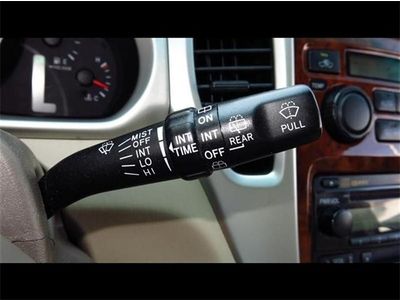 MIST
OFF
INT
LO
HI
INT
TIME
ON
INT
OFF
REAR
PULL
H
C